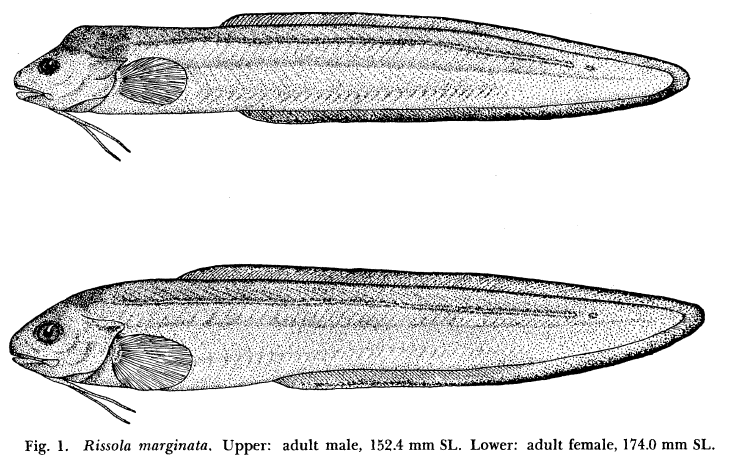 Fig. 1. Rissola marginata. Upper: adult male, 152.4 mm SL. Lower: adult female, 174.0 mm SL.